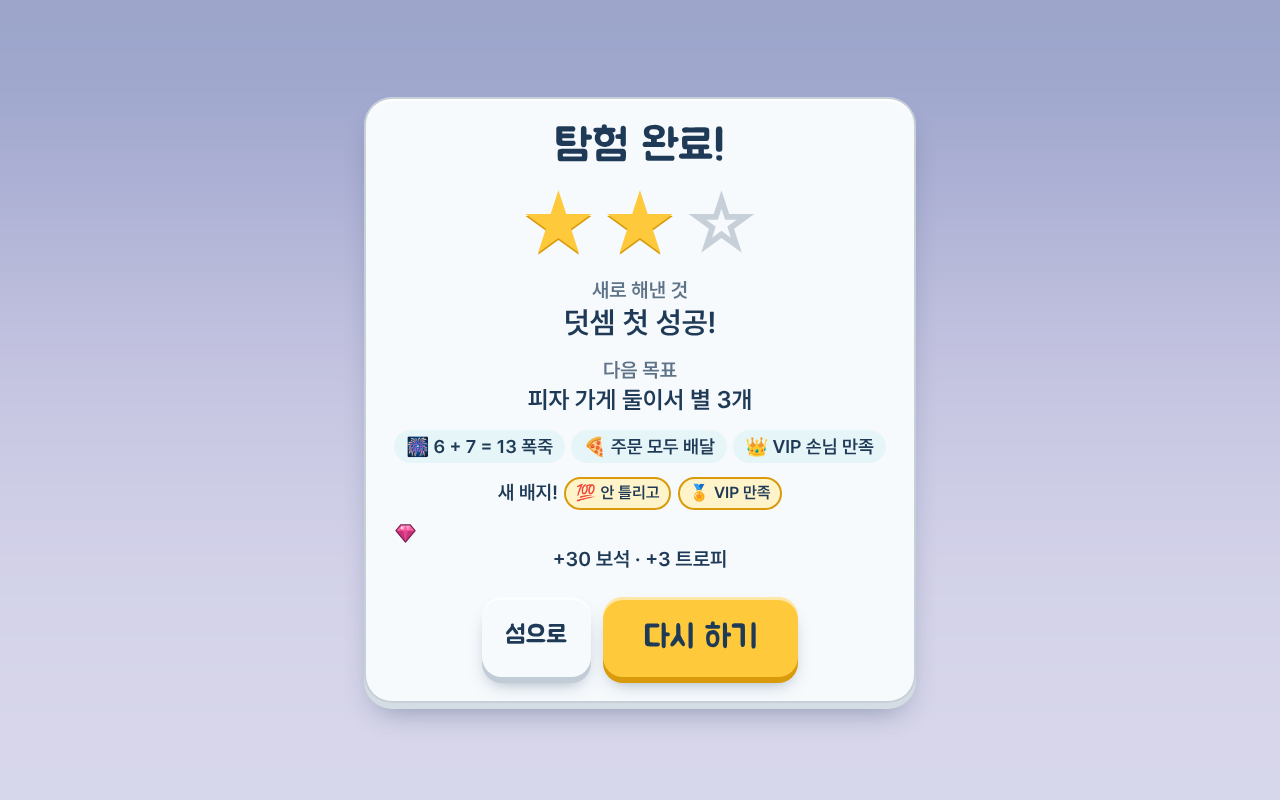 탐험 완료!
새로 해낸 것
덧셈 첫 성공!
다음 목표
피자 가게 둘이서 별 3개
🎆 6 + 7 = 13 폭죽 🍕 주문 모두 배달 👑 VIP 손님 만족
새 배지! 💯 안 틀리고 🏅 VIP 만족
+30 보석 · +3 트로피
섬으로 다시 하기